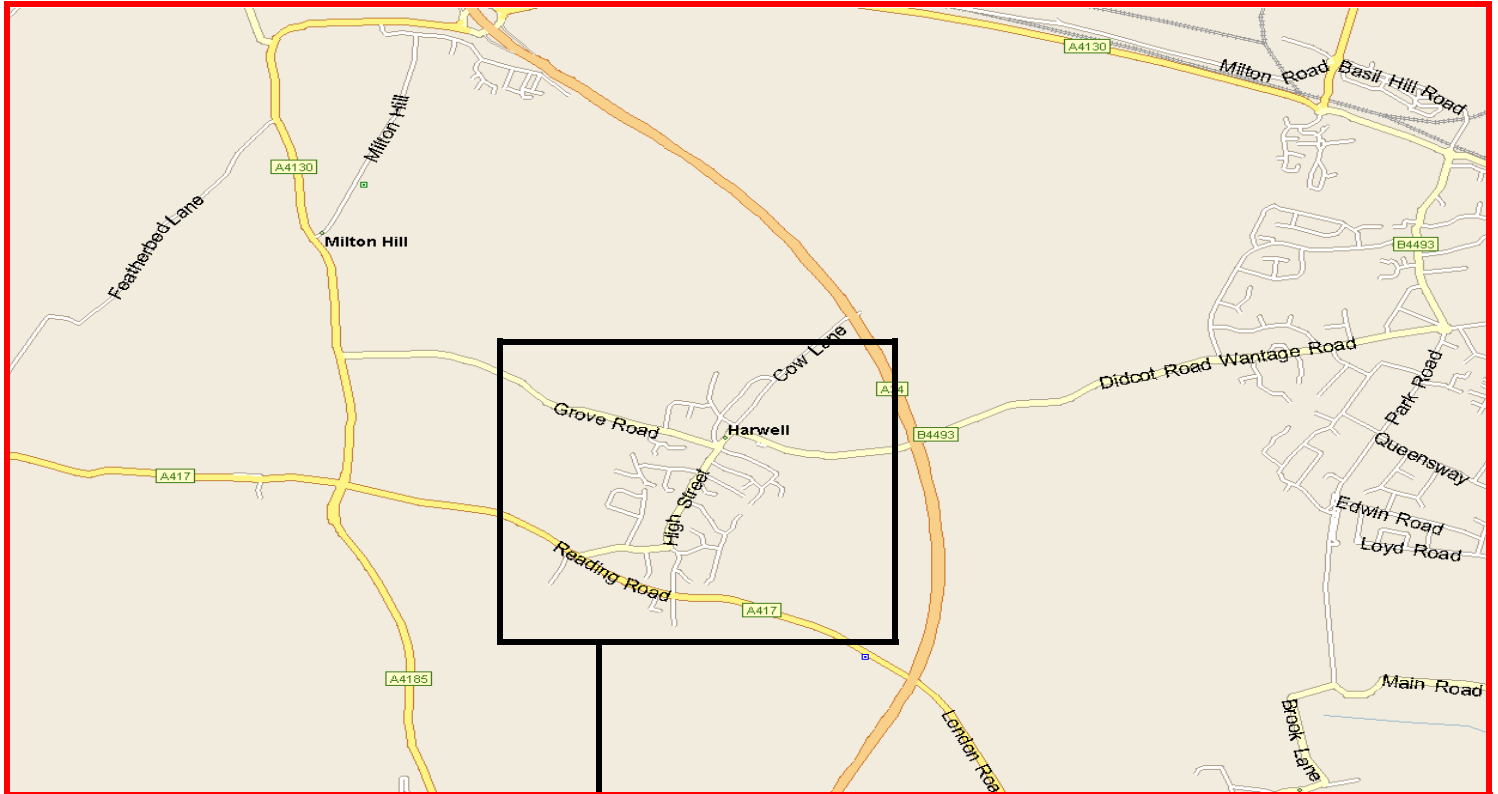 A4130
Milton Road
Basil Hill Road
Milton Hill
A4130
Featherbed Lane
Milton Hill
B4493
Cow Lane
Didcot Road Wantage Road
A34
Park Road
Grove Road
Harwell
B4493
Queensway
A417
High Street
Edwin Road
Loyd Road
Reading Road
A417
A4185
Main Road
London Roa
Brook Lane